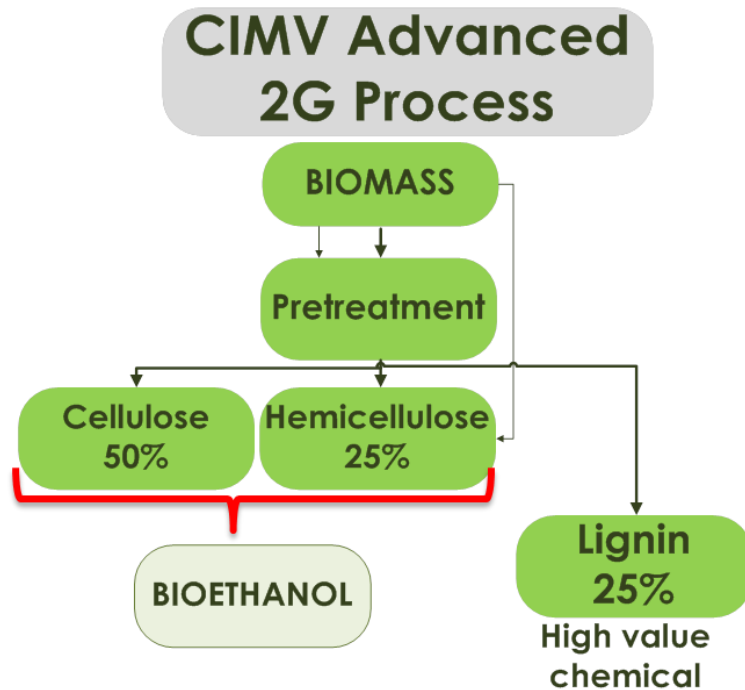 CIMV Advanced
2G Process
BIOMASS
Pretreatment
Cellulose
50%
Hemicellulose
25%
BIOETHANOL
Lignin
25%
High value
chemical